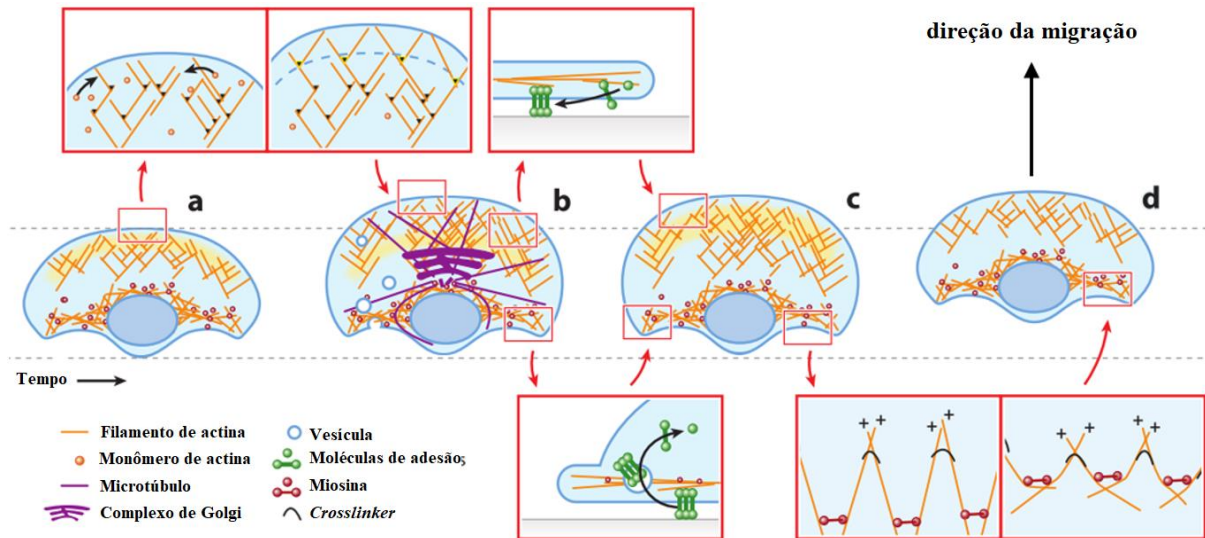 direção da migração
a
b
c
d
Tempo
Filamento de actina
Monômero de actina
Microtúbulo
Complexo de Golgi
Vesícula
Moléculas de adesão
Miosina
Crosslinker
+ + + +
+ + + +